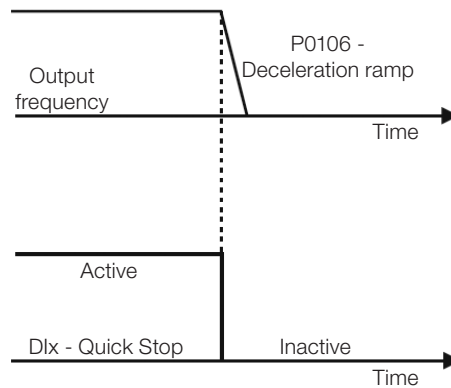 P0106 -
Deceleration ramp
Output
frequency
Time
Active
DIx - Quick Stop
Inactive
Time